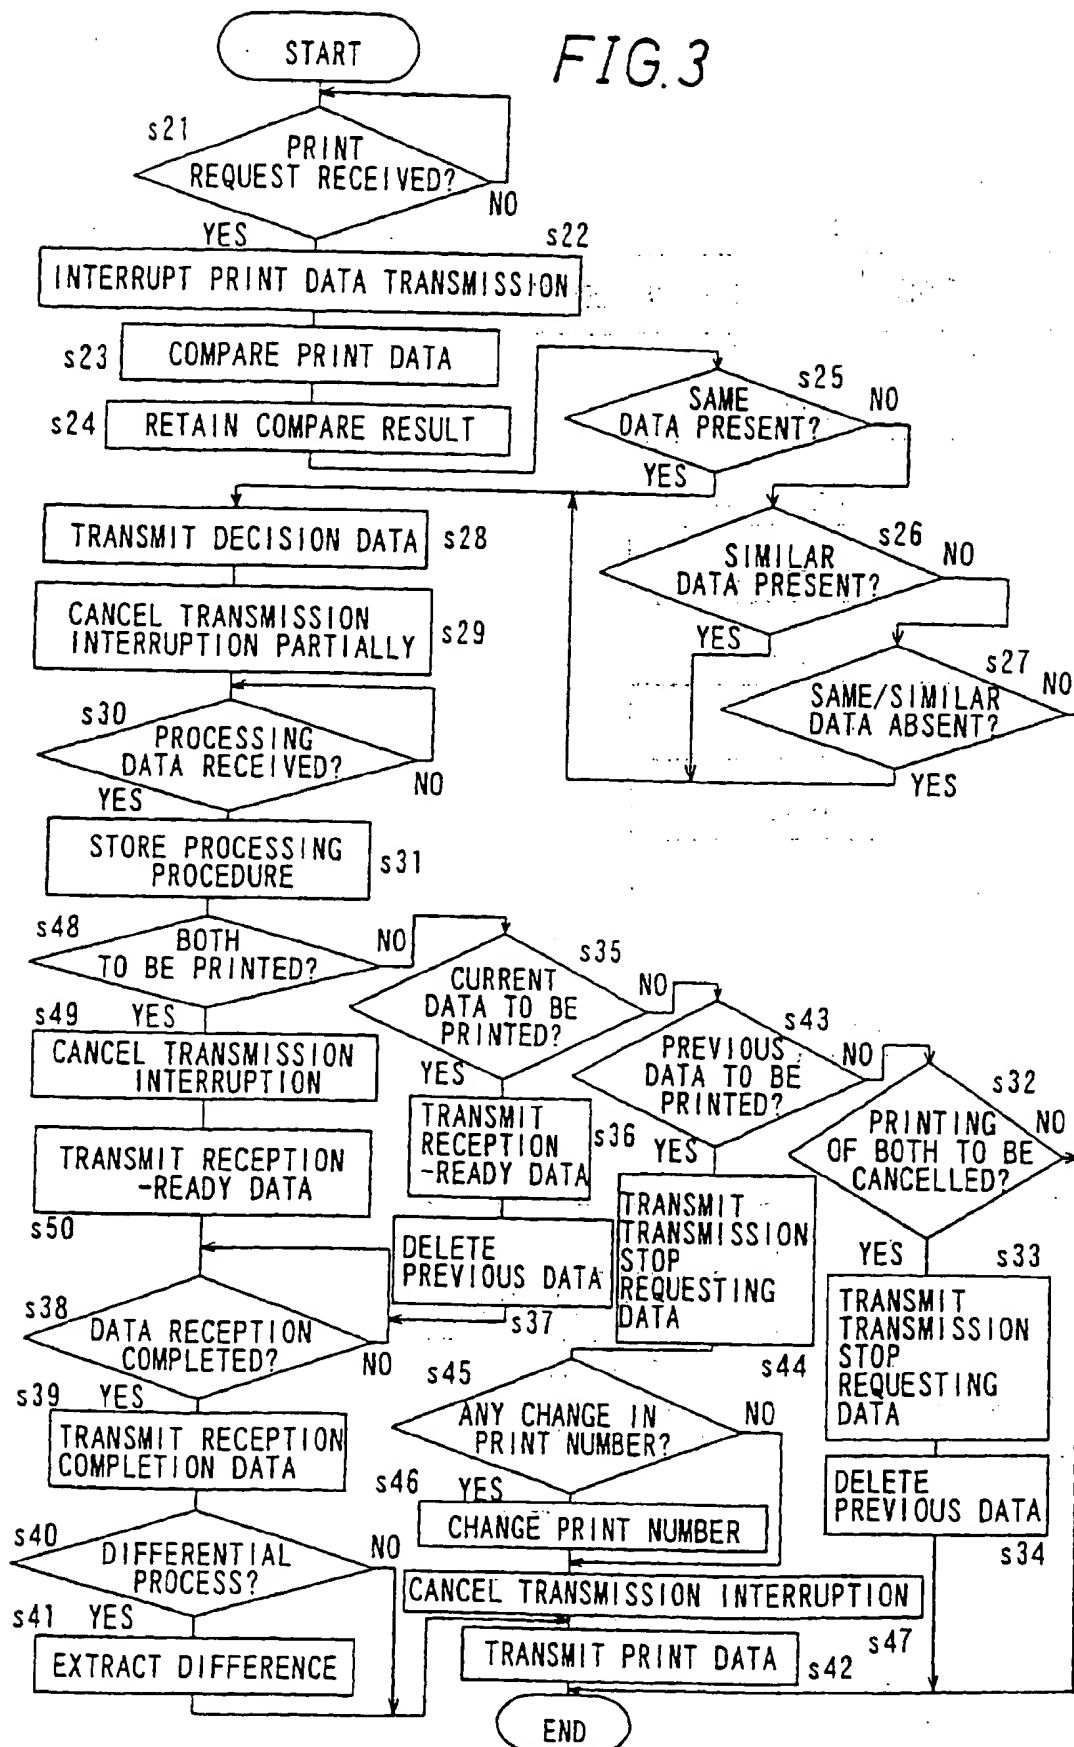 FIG.3
START
s21
PRINT
REQUEST RECEIVED?
NO
YES
s22
INTERRUPT PRINT DATA TRANSMISSION
s23
COMPARE PRINT DATA
s24
RETAIN COMPARE RESULT
s25
SAME
DATA PRESENT?
NO
YES
s26
SIMILAR
DATA PRESENT?
NO
YES
s27
SAME/SIMILAR
DATA ABSENT?
NO
YES
TRANSMIT DECISION DATA
s28
CANCEL TRANSMISSION
INTERRUPTION PARTIALLY
s29
s30
PROCESSING
DATA RECEIVED?
NO
YES
STORE PROCESSING
PROCEDURE
s31
s48
BOTH
TO BE PRINTED?
NO
YES
s49
CANCEL TRANSMISSION
INTERRUPTION
TRANSMIT RECEPTION
-READY DATA
s50
s35
CURRENT
DATA TO BE
PRINTED?
NO
YES
TRANSMIT
RECEPTION
-READY DATA
s36
DELETE
PREVIOUS DATA
s37
s43
PREVIOUS
DATA TO BE
PRINTED?
NO
YES
TRANSMIT
TRANSMISSION
STOP
REQUESTING
DATA
s44
s32
PRINTING
OF BOTH TO BE
CANCELLED?
NO
YES
s33
TRANSMIT
TRANSMISSION
STOP
REQUESTING
DATA
DELETE
PREVIOUS DATA
s34
s38
DATA RECEPTION
COMPLETED?
NO
YES
s39
TRANSMIT RECEPTION
COMPLETION DATA
s40
DIFFERENTIAL
PROCESS?
NO
YES
s41
EXTRACT DIFFERENCE
s45
ANY CHANGE IN
PRINT NUMBER?
NO
YES
s46
CHANGE PRINT NUMBER
CANCEL TRANSMISSION INTERRUPTION
s47
TRANSMIT PRINT DATA
s42
END